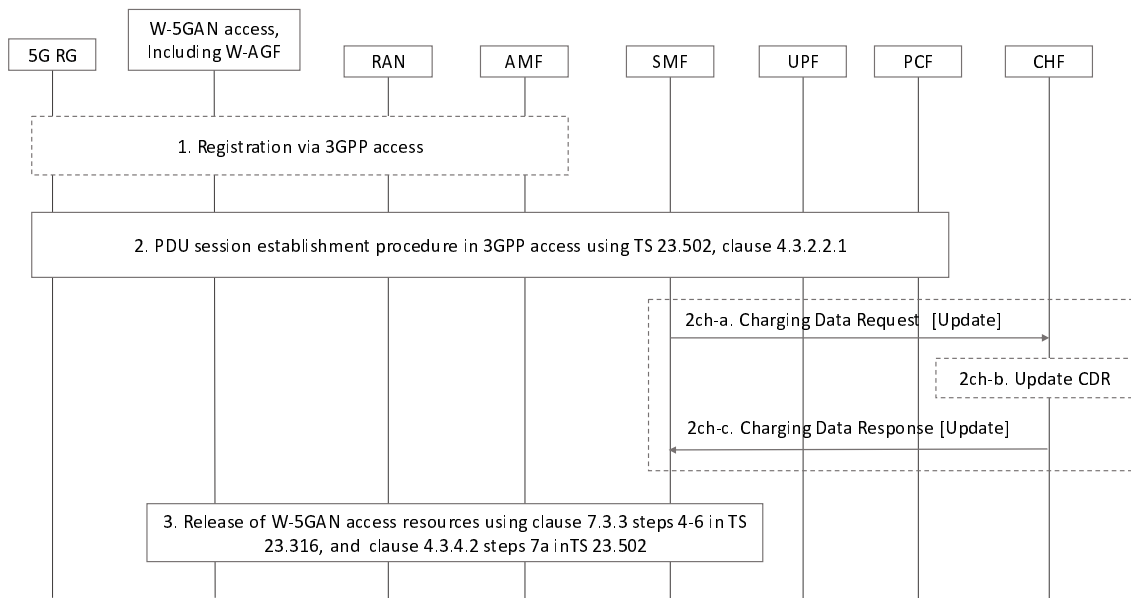 W-5GAN access,
Including W-AGF
5G RG
RAN
AMF
SMF
UPF
PCF
CHF
1. Registration via 3GPP access
2. PDU session establishment procedure in 3GPP access using TS 23.502, clause 4.3.2.2.1
2ch-a. Charging Data Request [Update]
2ch-b. Update CDR
2ch-c. Charging Data Response [Update]
3. Release of W-5GAN access resources using clause 7.3.3 steps 4-6 in TS
23.316, and clause 4.3.4.2 steps 7a inTS 23.502